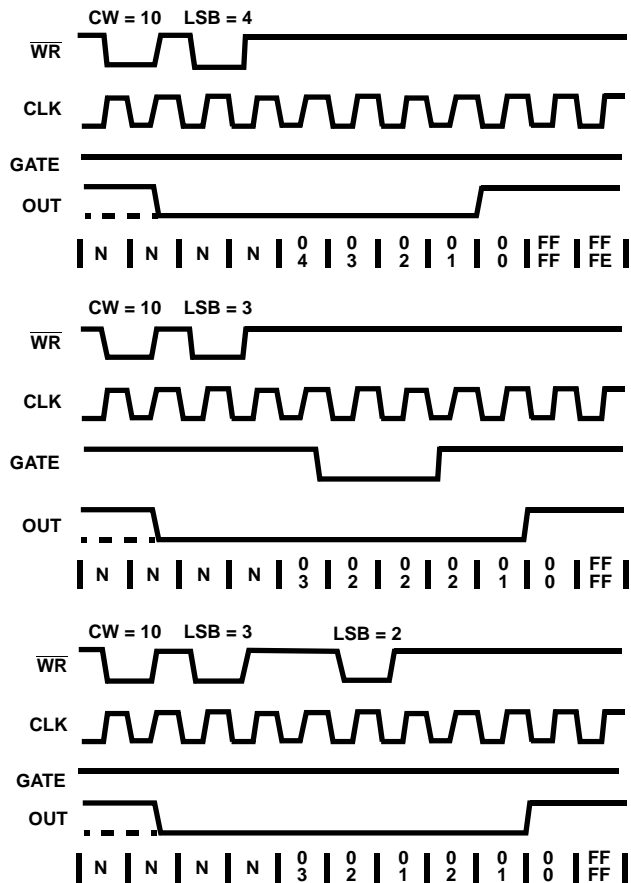 CW = 10 LSB = 4
WR
CLK
GATE
OUT
N N N N 0 0 0 0 0 FF FF
4 3 2 1 0 FF FE
CW = 10 LSB = 3
WR
CLK
GATE
OUT
N N N N 0 0 0 0 0 0 FF
3 2 2 2 1 0 FF
CW = 10 LSB = 3 LSB = 2
WR
CLK
GATE
OUT
N N N N 0 0 0 0 0 0 FF
3 2 1 2 1 0 FF